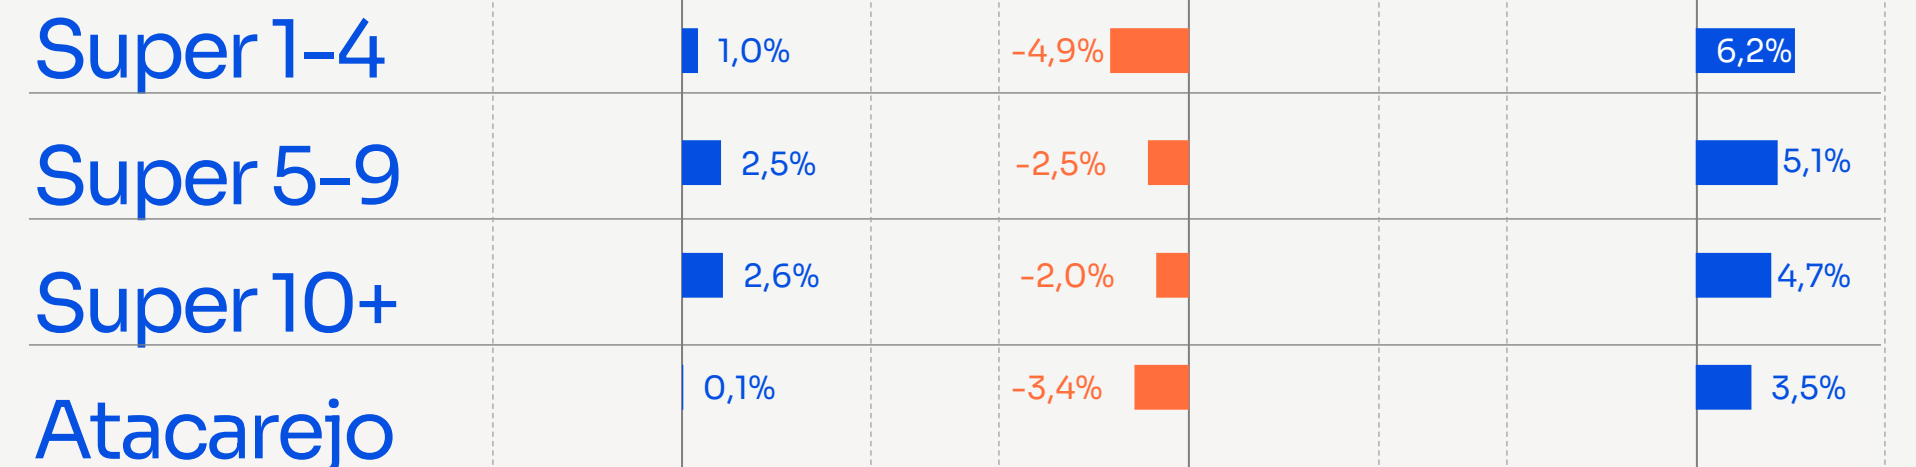 Super 1-4 1,0% -4,9% 6,2%
Super 5-9 2,5% -2,5% 5,1%
Super 10+ 2,6% -2,0% 4,7%
Atacarejo 0,1% -3,4% 3,5%